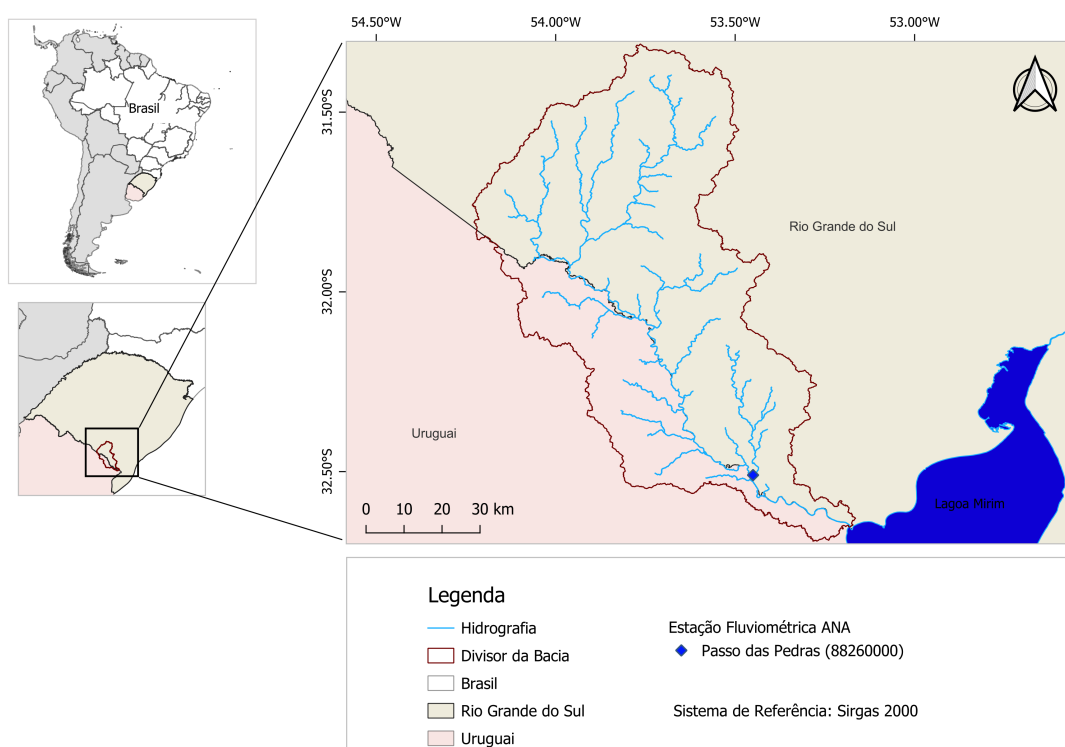 54.50°W 54.00°W 53.50°W 53.00°W
31.50°S
32.00°S
32.50°S
Brasil
Rio Grande do Sul
Uruguai
Lagua Mirim
0 10 20 30 km
Legenda
Hidrografia
Divisor da Bacia
Brasil
Rio Grande do Sul
Uruguai
Estação Fluviométrica ANA
Passo das Pedras (88260000)
Sistema de Referência: Sirgas 2000